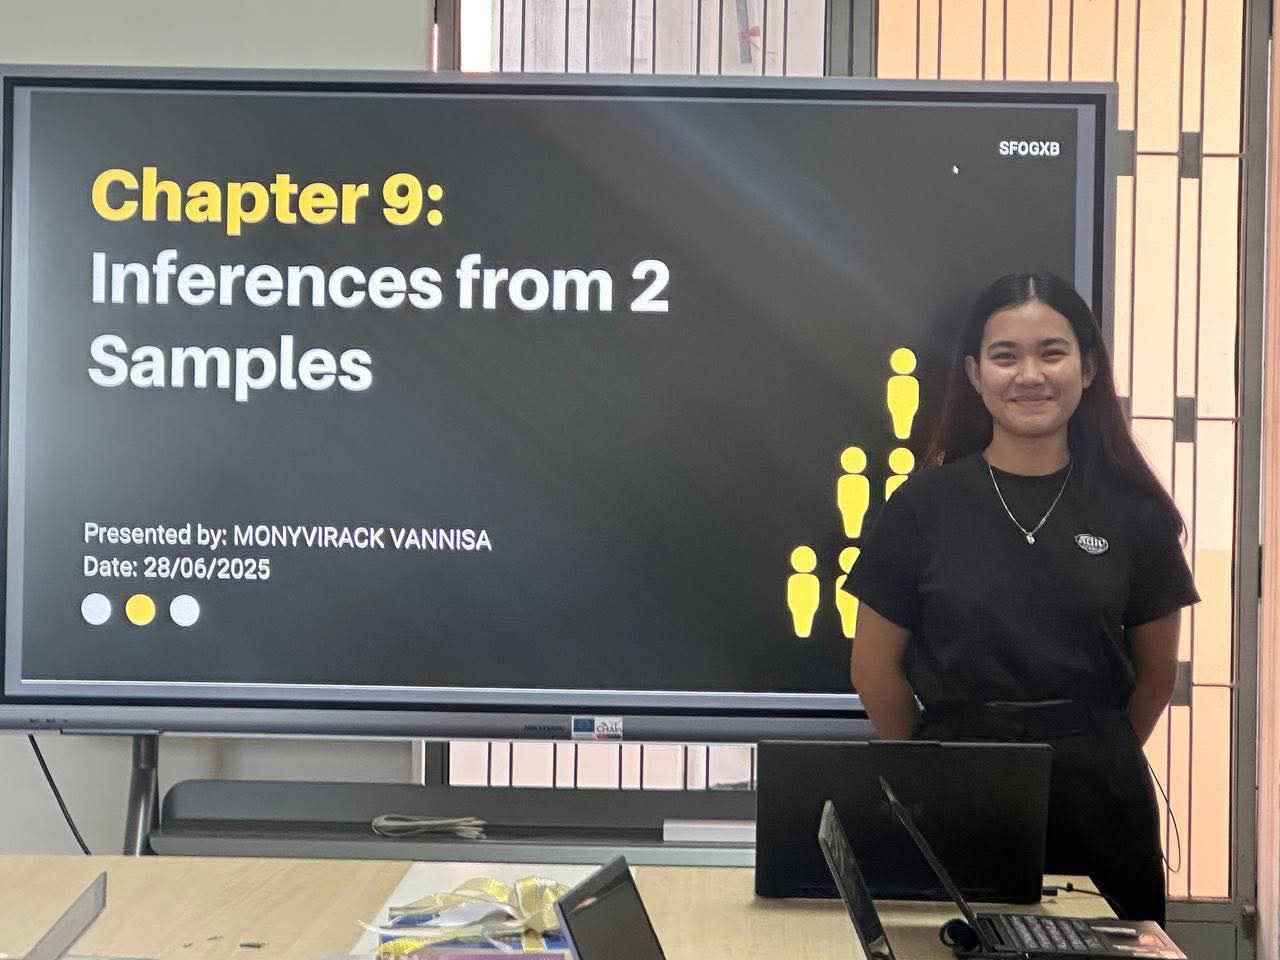 SFOGXB
Chapter 9:
Inferences from 2
Samples
Presented by: MONYVIRACK VANNISA
Date: 28/06/2025